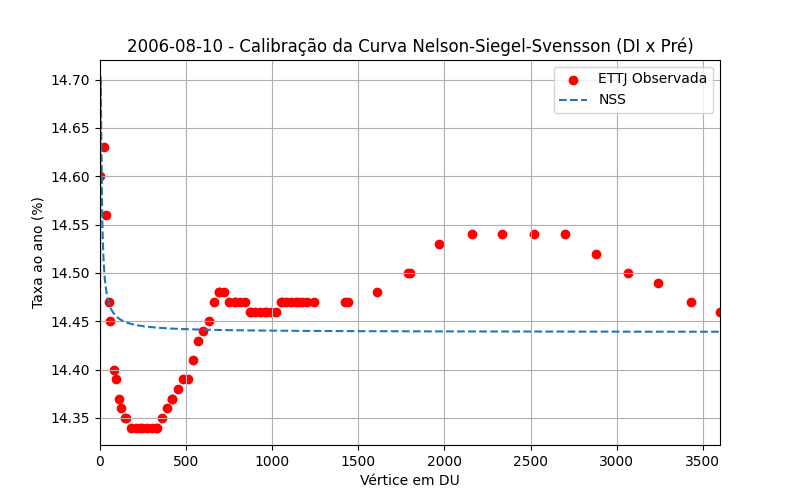 2006-08-10 - Calibração da Curva Nelson-Siegel-Svensson (DI x Pré)
ETTJ Observada
NSS
Taxa ao ano (%)
14.70
14.65
14.60
14.55
14.50
14.45
14.40
14.35
0 500 1000 1500 2000 2500 3000 3500
Vértice em DU